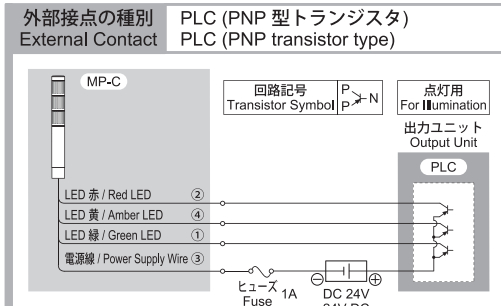 外部接点の種別
External Contact
PLC (PNP 型トランジスタ)
PLC (PNP transistor type)
MP-C
回路記号
Transistor Symbol
P
P
N
点灯用
For Illumination
出力ユニット
Output Unit
PLC
LED 赤 / Red LED ②
LED 黄 / Amber LED ④
LED 緑 / Green LED ①
電源線 / Power Supply Wire ③
ヒューズ 1A
Fuse
⊖ ⊕
DC 24V
24V DC